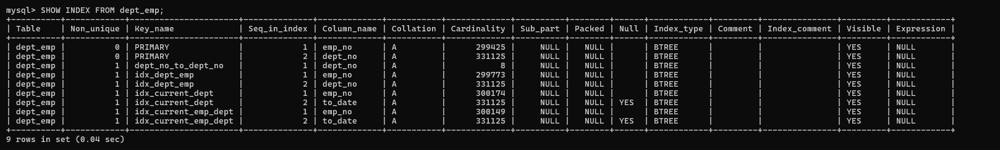 mysql> SHOW INDEX FROM dept_emp;
+----------+------------+----------------------+--------------+-------------+-----------+-------------+----------+--------+------+------------+---------+---------------+---------+------------+
| Table    | Non_unique | Key_name             | Seq_in_index | Column_name | Collation | Cardinality | Sub_part | Packed | Null | Index_type | Comment | Index_comment | Visible | Expression |
+----------+------------+----------------------+--------------+-------------+-----------+-------------+----------+--------+------+------------+---------+---------------+---------+------------+
| dept_emp |          0 | PRIMARY              |            1 | emp_no      | A         |      299425 |     NULL |   NULL |      | BTREE      |         |               | YES     | NULL       |
| dept_emp |          0 | PRIMARY              |            2 | dept_no     | A         |      331125 |     NULL |   NULL |      | BTREE      |         |               | YES     | NULL       |
| dept_emp |          1 | dept_no_to_dept_no   |            1 | dept_no     | A         |           8 |     NULL |   NULL |      | BTREE      |         |               | YES     | NULL       |
| dept_emp |          1 | idx_dept_emp         |            1 | emp_no      | A         |      299773 |     NULL |   NULL |      | BTREE      |         |               | YES     | NULL       |
| dept_emp |          1 | idx_dept_emp         |            2 | dept_no     | A         |      331125 |     NULL |   NULL |      | BTREE      |         |               | YES     | NULL       |
| dept_emp |          1 | idx_current_dept     |            1 | emp_no      | A         |      300174 |     NULL |   NULL |      | BTREE      |         |               | YES     | NULL       |
| dept_emp |          1 | idx_current_dept     |            2 | to_date     | A         |      331125 |     NULL |   NULL | YES  | BTREE      |         |               | YES     | NULL       |
| dept_emp |          1 | idx_current_emp_dept |            1 | emp_no      | A         |      300149 |     NULL |   NULL |      | BTREE      |         |               | YES     | NULL       |
| dept_emp |          1 | idx_current_emp_dept |            2 | to_date     | A         |      331125 |     NULL |   NULL | YES  | BTREE      |         |               | YES     | NULL       |
+----------+------------+----------------------+--------------+-------------+-----------+-------------+----------+--------+------+------------+---------+---------------+---------+------------+
9 rows in set (0.04 sec)